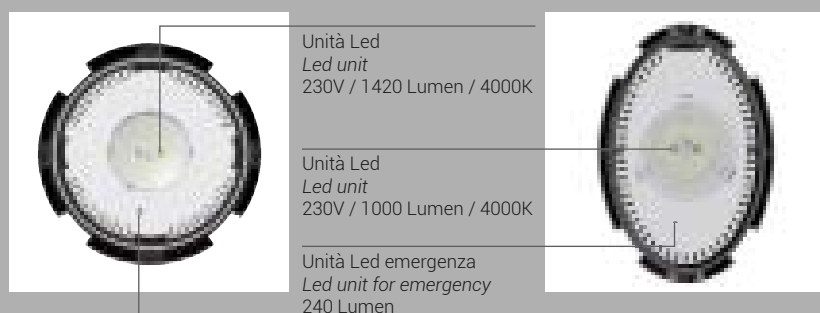 Unità Led
Led unit
230V / 1420 Lumen / 4000K
Unità Led
Led unit
230V / 1000 Lumen / 4000K
Unità Led emergenza
Led unit for emergency
240 Lumen